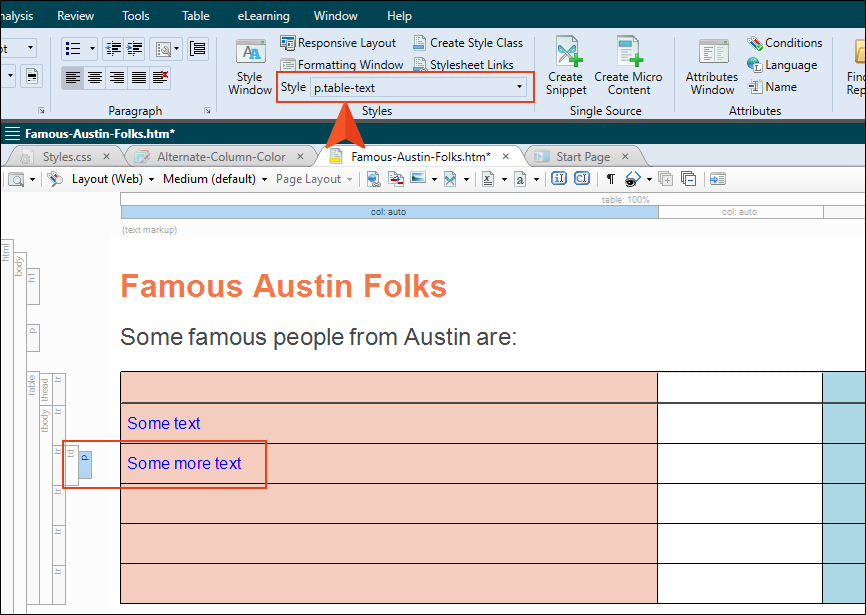 nalysis Review Tools Table eLearning Window Help
Responsive Layout Create Style Class Conditions
Formatting Window Stylesheet Links Language
Style Window Create Snippet Create Micro Content Attributes Window Name
Style p.table-text
Paragraph Styles Single Source Attributes
Famous-Austin-Folks.htm*
Styles.css Alternate-Column-Color Famous-Austin-Folks.htm* Start Page
Layout (Web) Medium (default) Page Layout
table: 100%
col: auto col: auto
(text markup)
html
body
h1
Famous Austin Folks
p
Some famous people from Austin are:
table
thead
tr
tbody
tr
Some text
tr
td
p
Some more text
tr
tr
tr